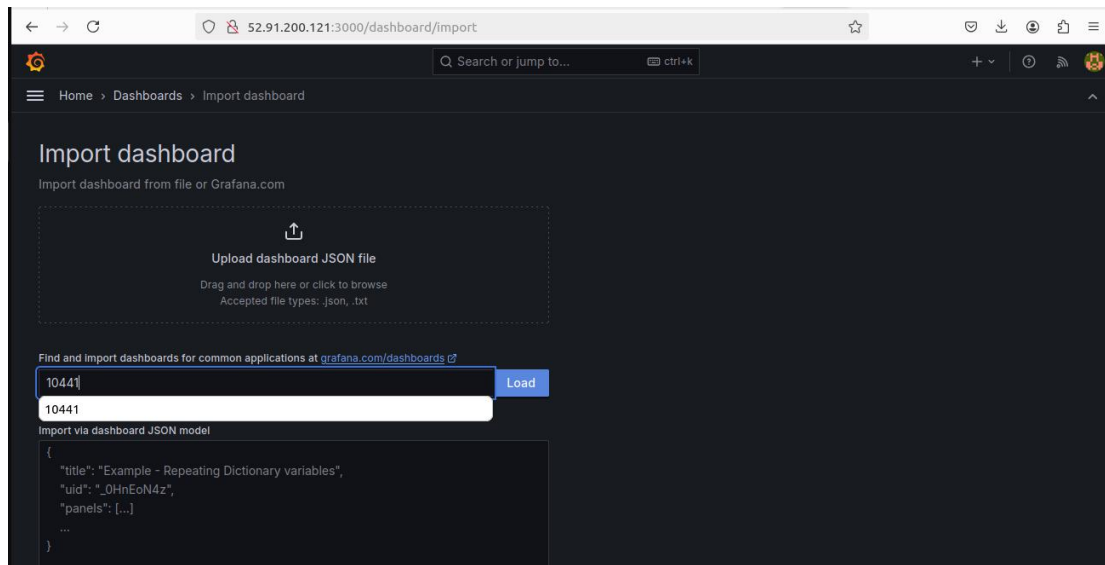 52.91.200.121:3000/dashboard/import
Search or jump to... ctrl+k
Home › Dashboards › Import dashboard
Import dashboard
Import dashboard from file or Grafana.com
Upload dashboard JSON file
Drag and drop here or click to browse
Accepted file types: .json, .txt
Find and import dashboards for common applications at grafana.com/dashboards
10441 Load
10441
Import via dashboard JSON model
{
"title": "Example - Repeating Dictionary variables",
"uid": "_0HnEoN4z",
"panels": [...]
...
}